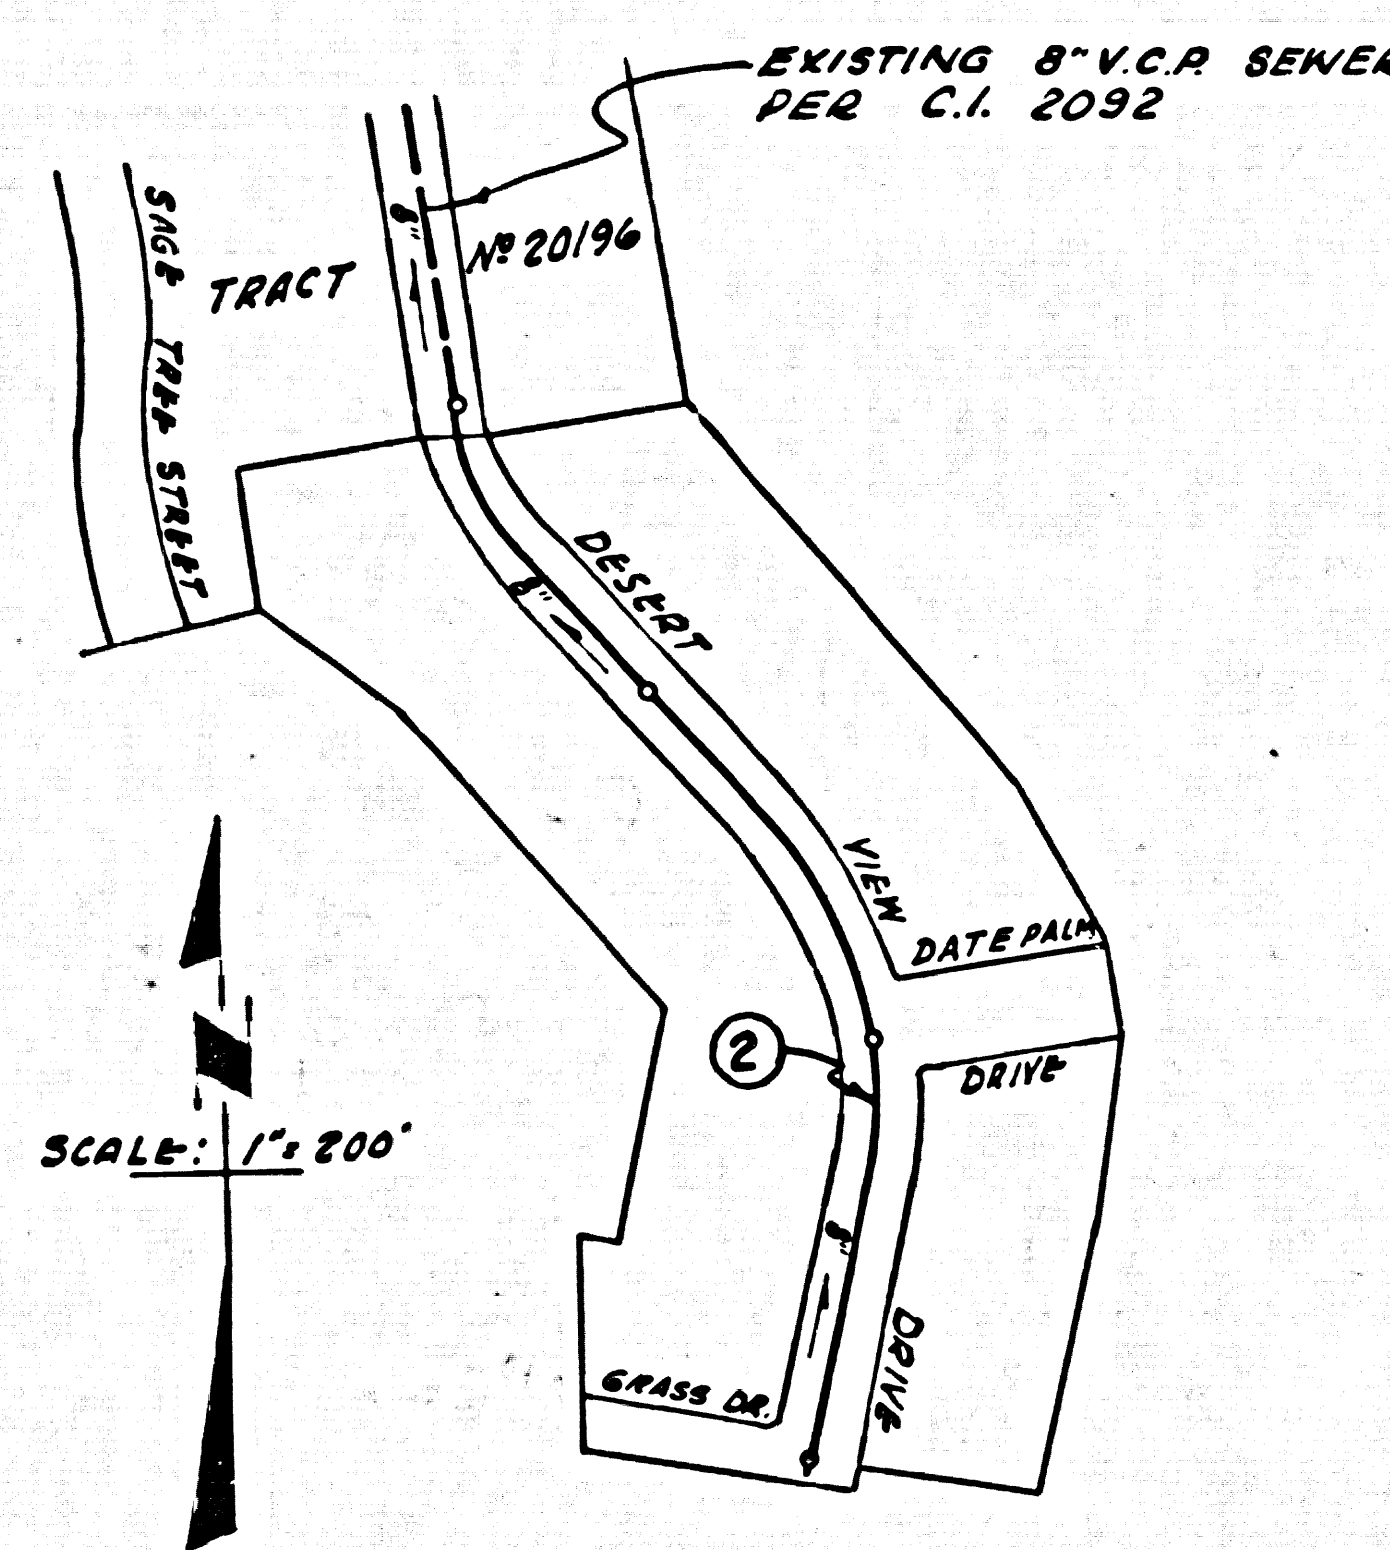 EXISTING 8" V.C.P. SEWER
PER C.I. 2092
SAGE TREE STREET
TRACT
8"
Nº 20196
8"
DESERT
VIEW
DATE PALM
DRIVE
2
SCALE: 1"= 200'
8"
DRIVE
GRASS DR.